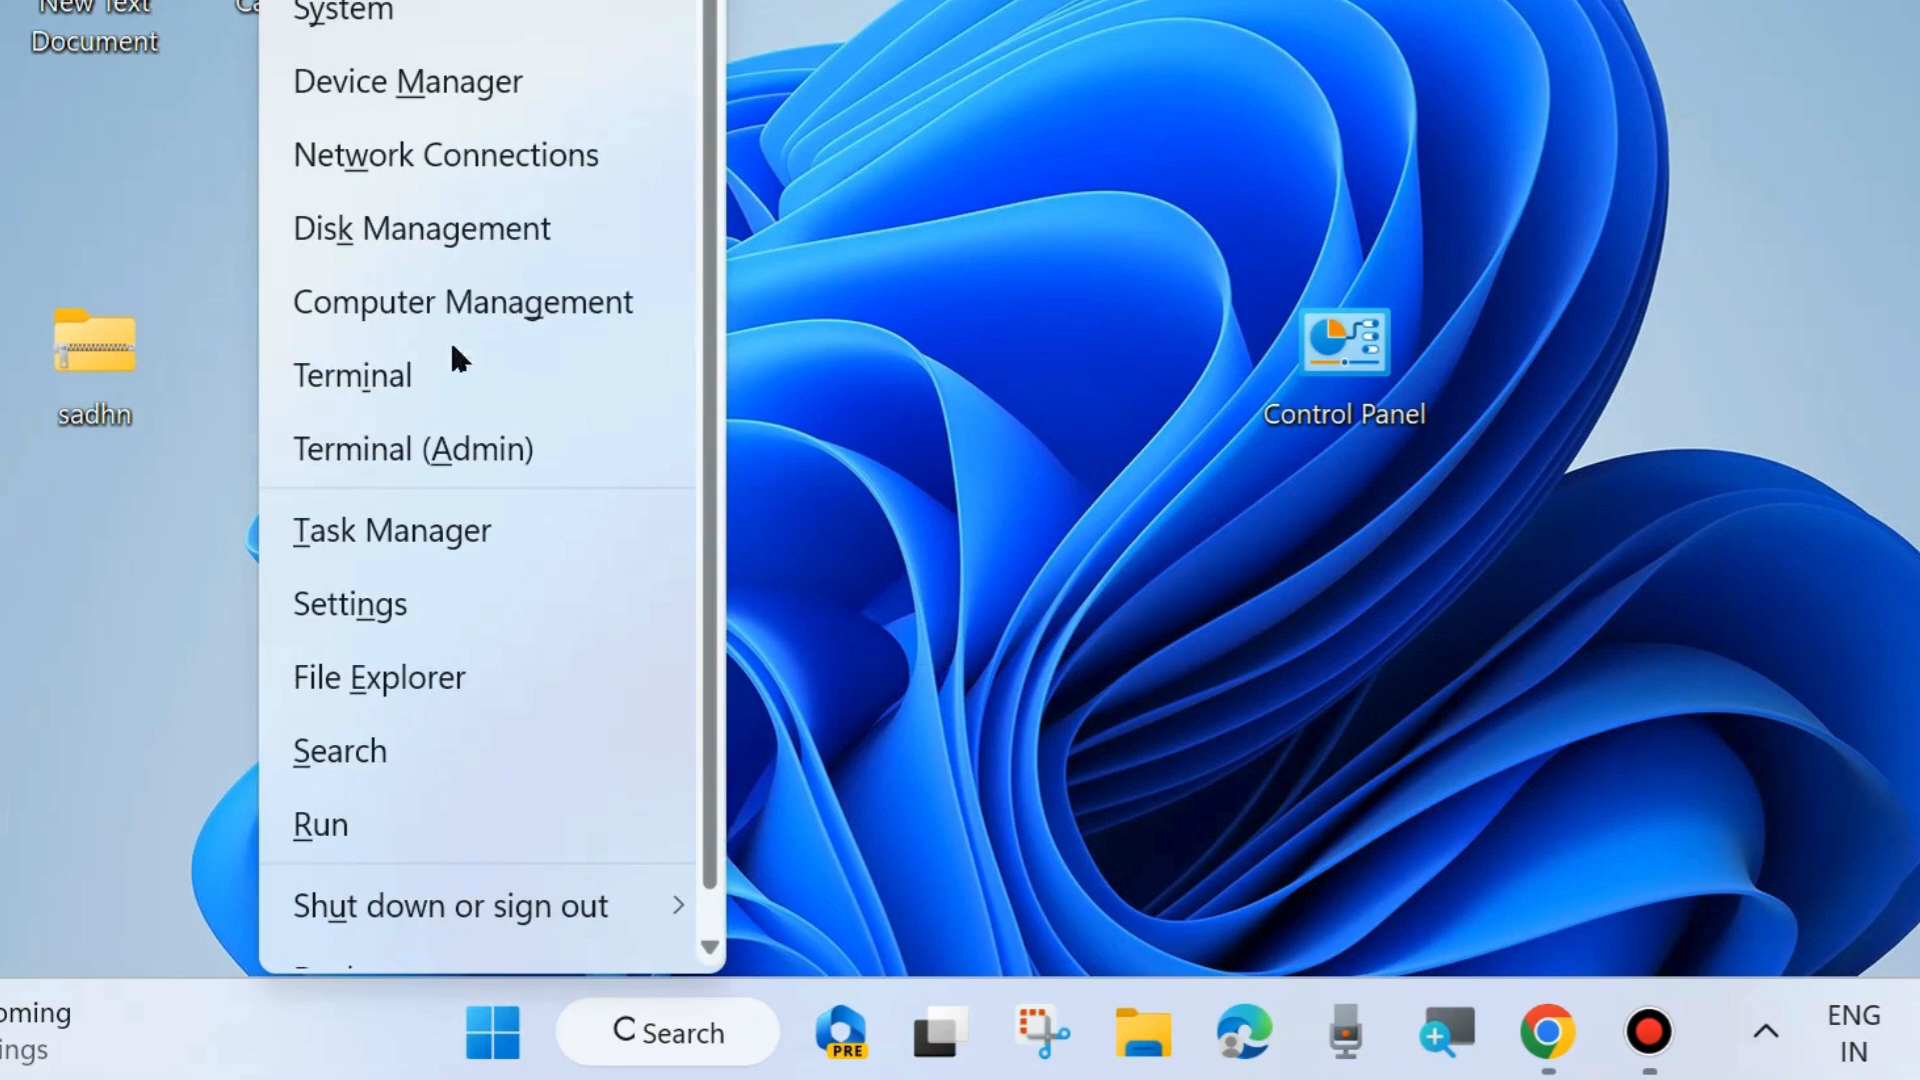 New Text
Document
Ca
sadhn
System
Device Manager
Network Connections
Disk Management
Computer Management
Terminal
Terminal (Admin)
Task Manager
Settings
File Explorer
Search
Run
Shut down or sign out
Control Panel
oming
ings
Search
PRE
ENG
IN